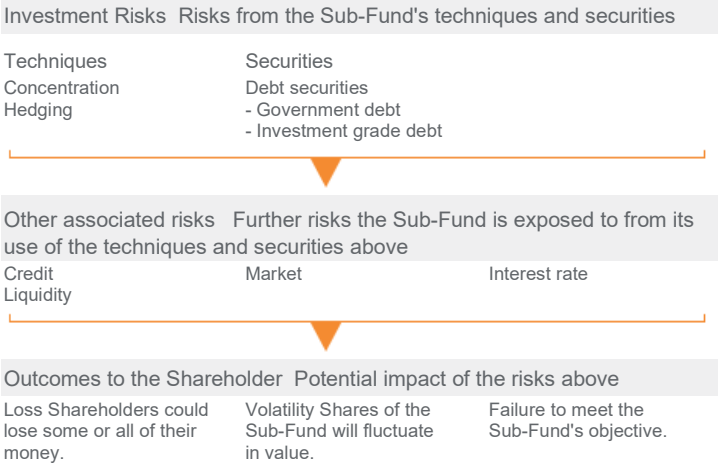 Investment Risks Risks from the Sub-Fund's techniques and securities
Techniques
Concentration
Hedging
Securities
Debt securities
- Government debt
- Investment grade debt
Other associated risks Further risks the Sub-Fund is exposed to from its
use of the techniques and securities above
Credit
Liquidity
Market
Interest rate
Outcomes to the Shareholder Potential impact of the risks above
Loss Shareholders could
lose some or all of their
money.
Volatility Shares of the
Sub-Fund will fluctuate
in value.
Failure to meet the
Sub-Fund's objective.